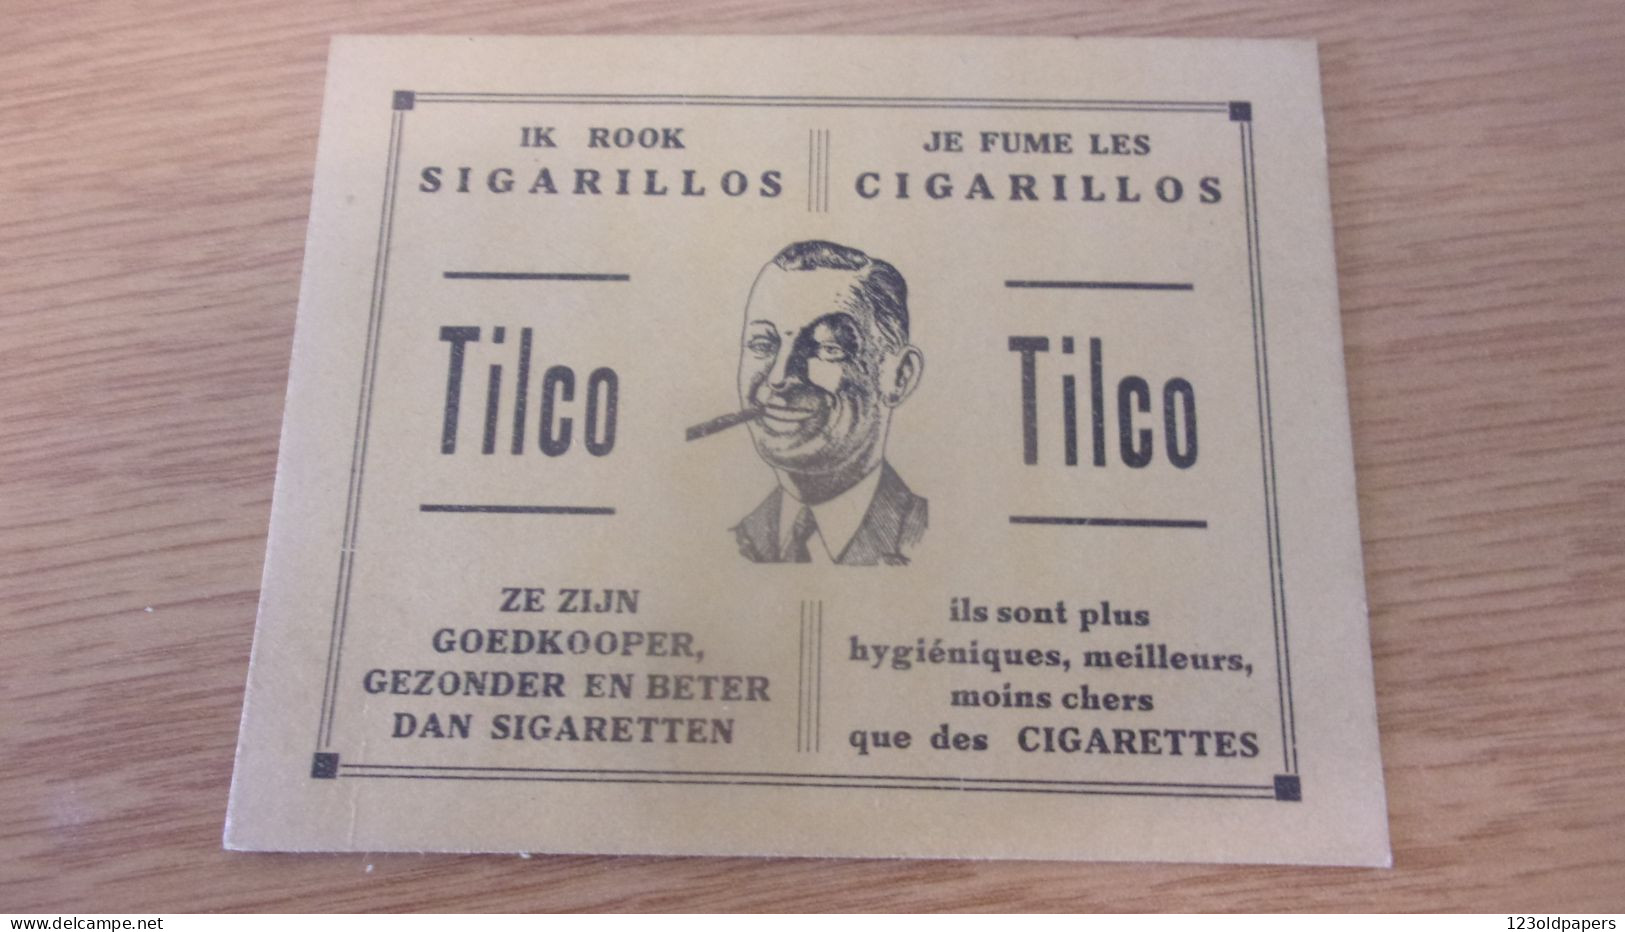 IK ROOK
SIGARILLOS
Tilco
ZE ZIJN
GOEDKOOPER,
GEZONDER EN BETER
DAN SIGARETTEN
JE FUME LES
CIGARILLOS
Tilco
ils sont plus
hygiéniques, meilleurs,
moins chers
que des CIGARETTES
www.delcampe.net
123oldpapers